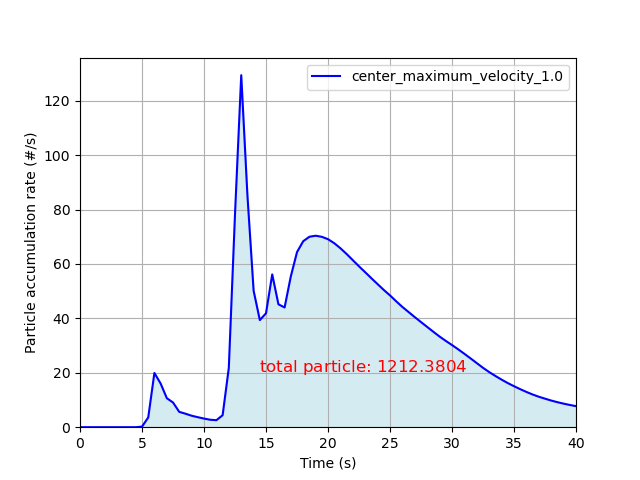 center_maximum_velocity_1.0
Particle accumulation rate (#/s)
120
100
80
60
40
20
0
total particle: 1212.3804
0 5 10 15 20 25 30 35 40
Time (s)